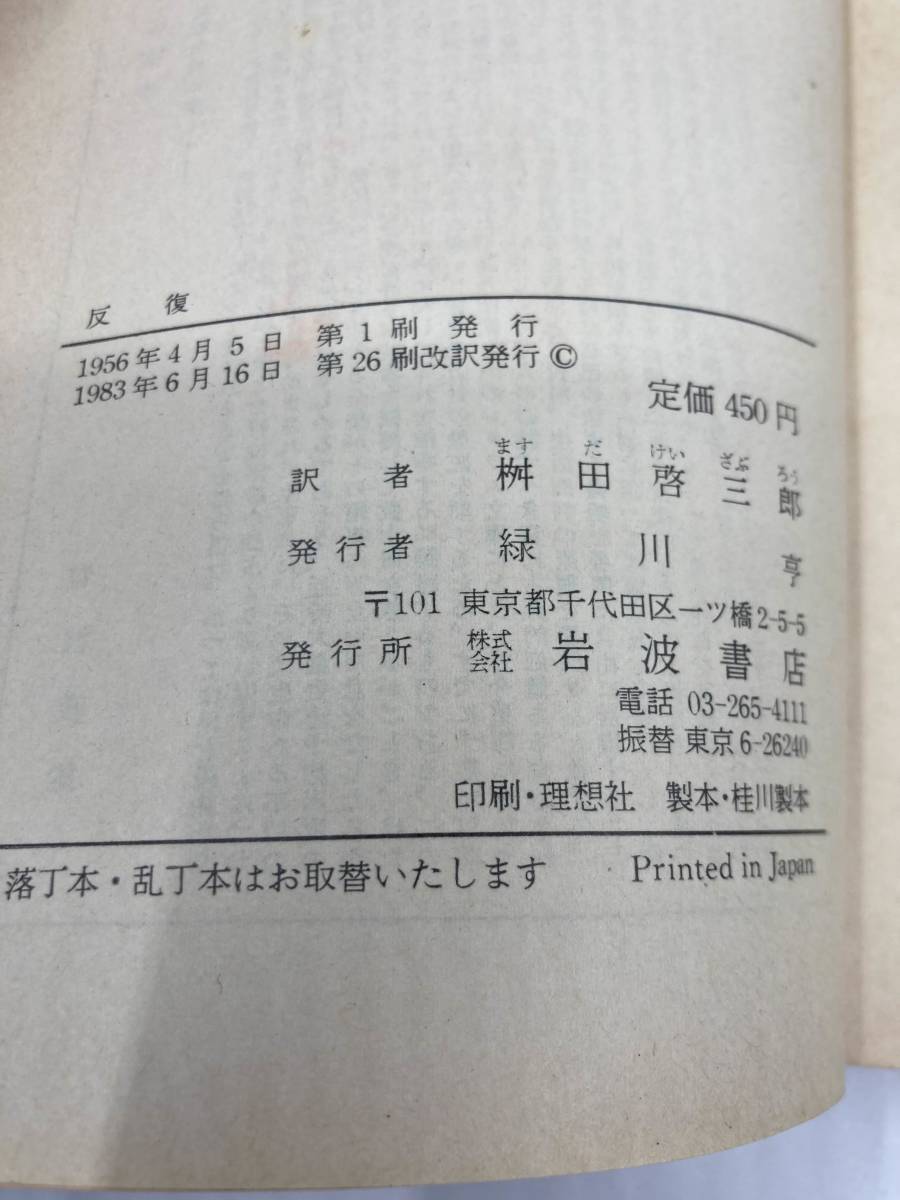 反復
1956年4月5日 第1刷発行
1983年6月16日 第26刷改訳発行©
定価 450円
ます だ けい ざぶ ろう
訳者 桝田啓三郎
発行者 緑川亨
〒101 東京都千代田区一ツ橋2-5-5
発行所 株式会社 岩波書店
電話 03-265-4111
振替 東京6-26240
印刷・理想社 製本・桂川製本
落丁本・乱丁本はお取替いたします Printed in Japan